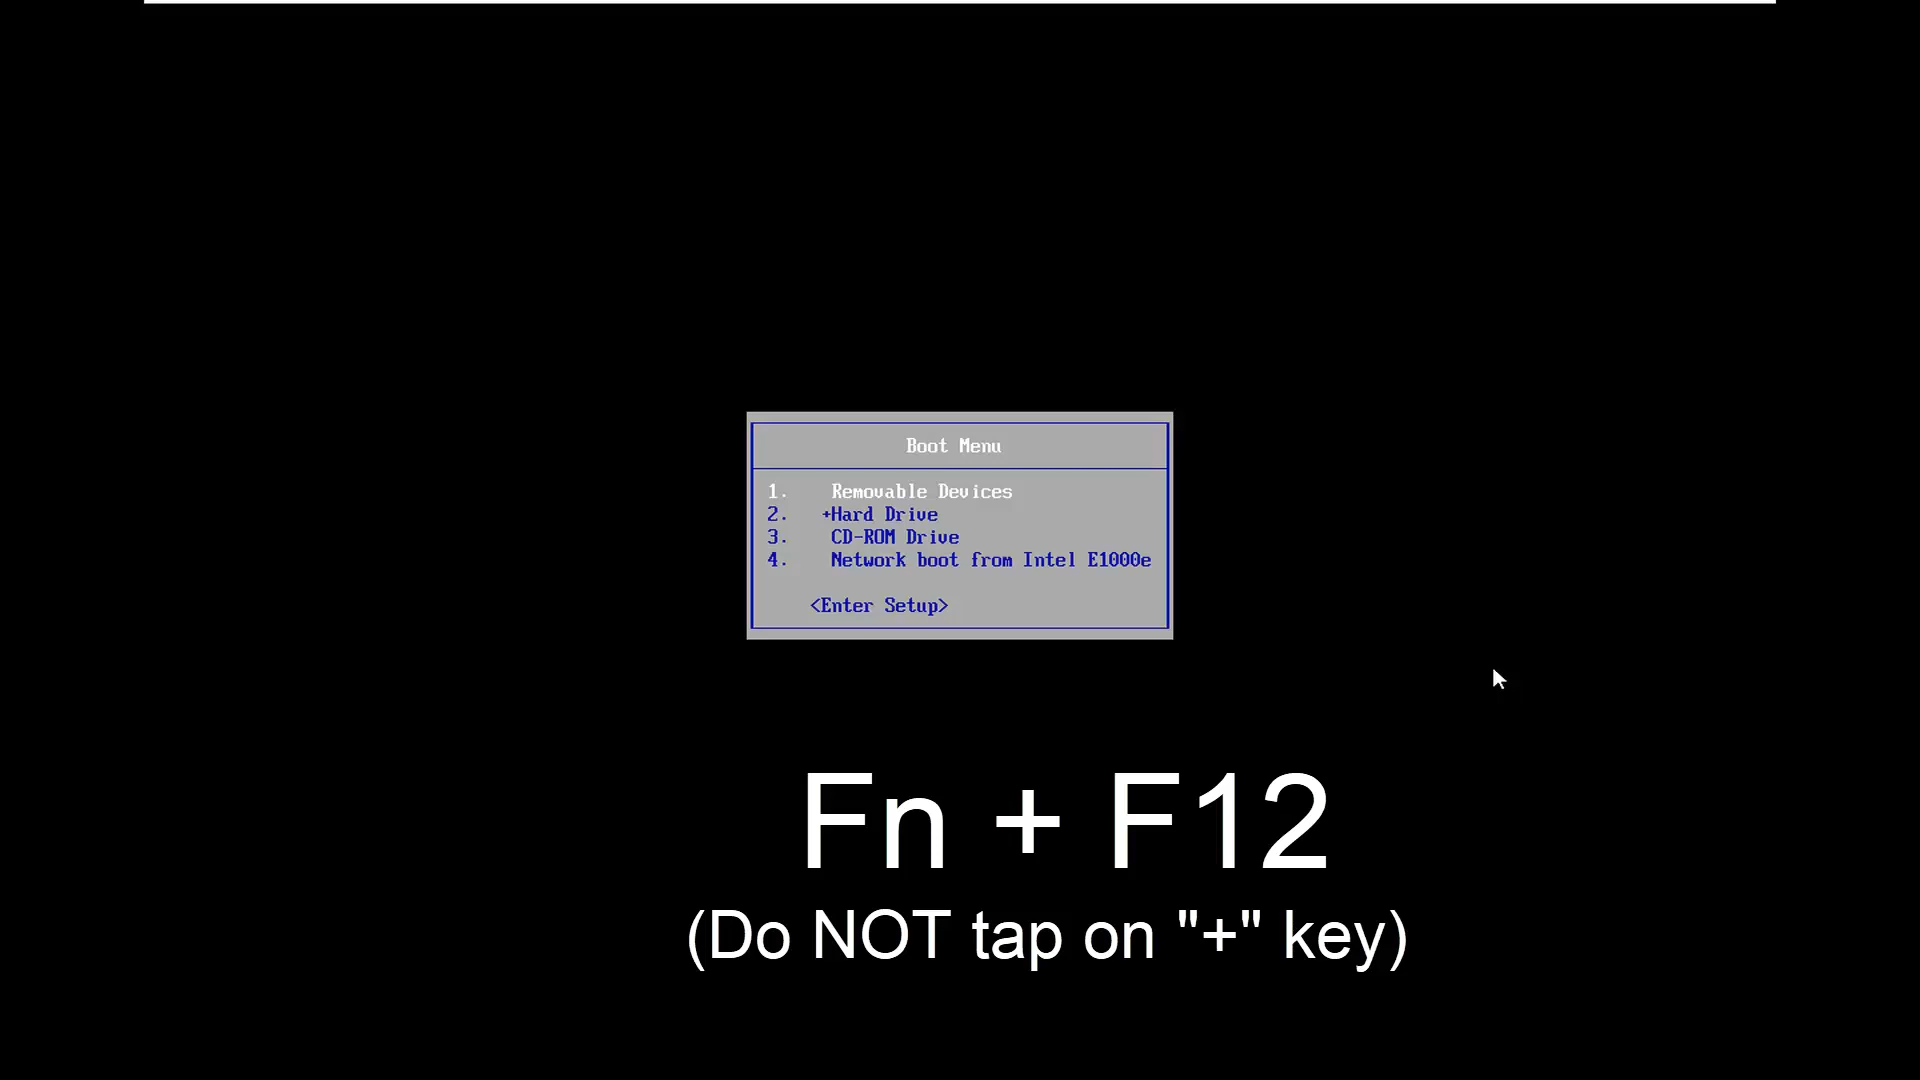 Boot Menu
1. Removable Devices
2. +Hard Drive
3. CD-ROM Drive
4. Network boot from Intel E1000e
<Enter Setup>
Fn + F12
(Do NOT tap on "+" key)